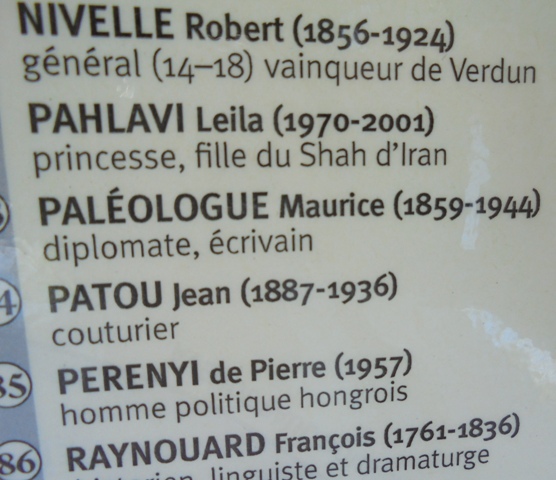 NIVELLE Robert (1856-1924)
général (14–18) vainqueur de Verdun
PAHLAVI Leila (1970-2001)
princesse, fille du Shah d'Iran
PALÉOLOGUE Maurice (1859-1944)
diplomate, écrivain
PATOU Jean (1887-1936)
couturier
85 PERENYI de Pierre (1957)
homme politique hongrois
86 RAYNOUARD François (1761-1836)
linguiste et dramaturge